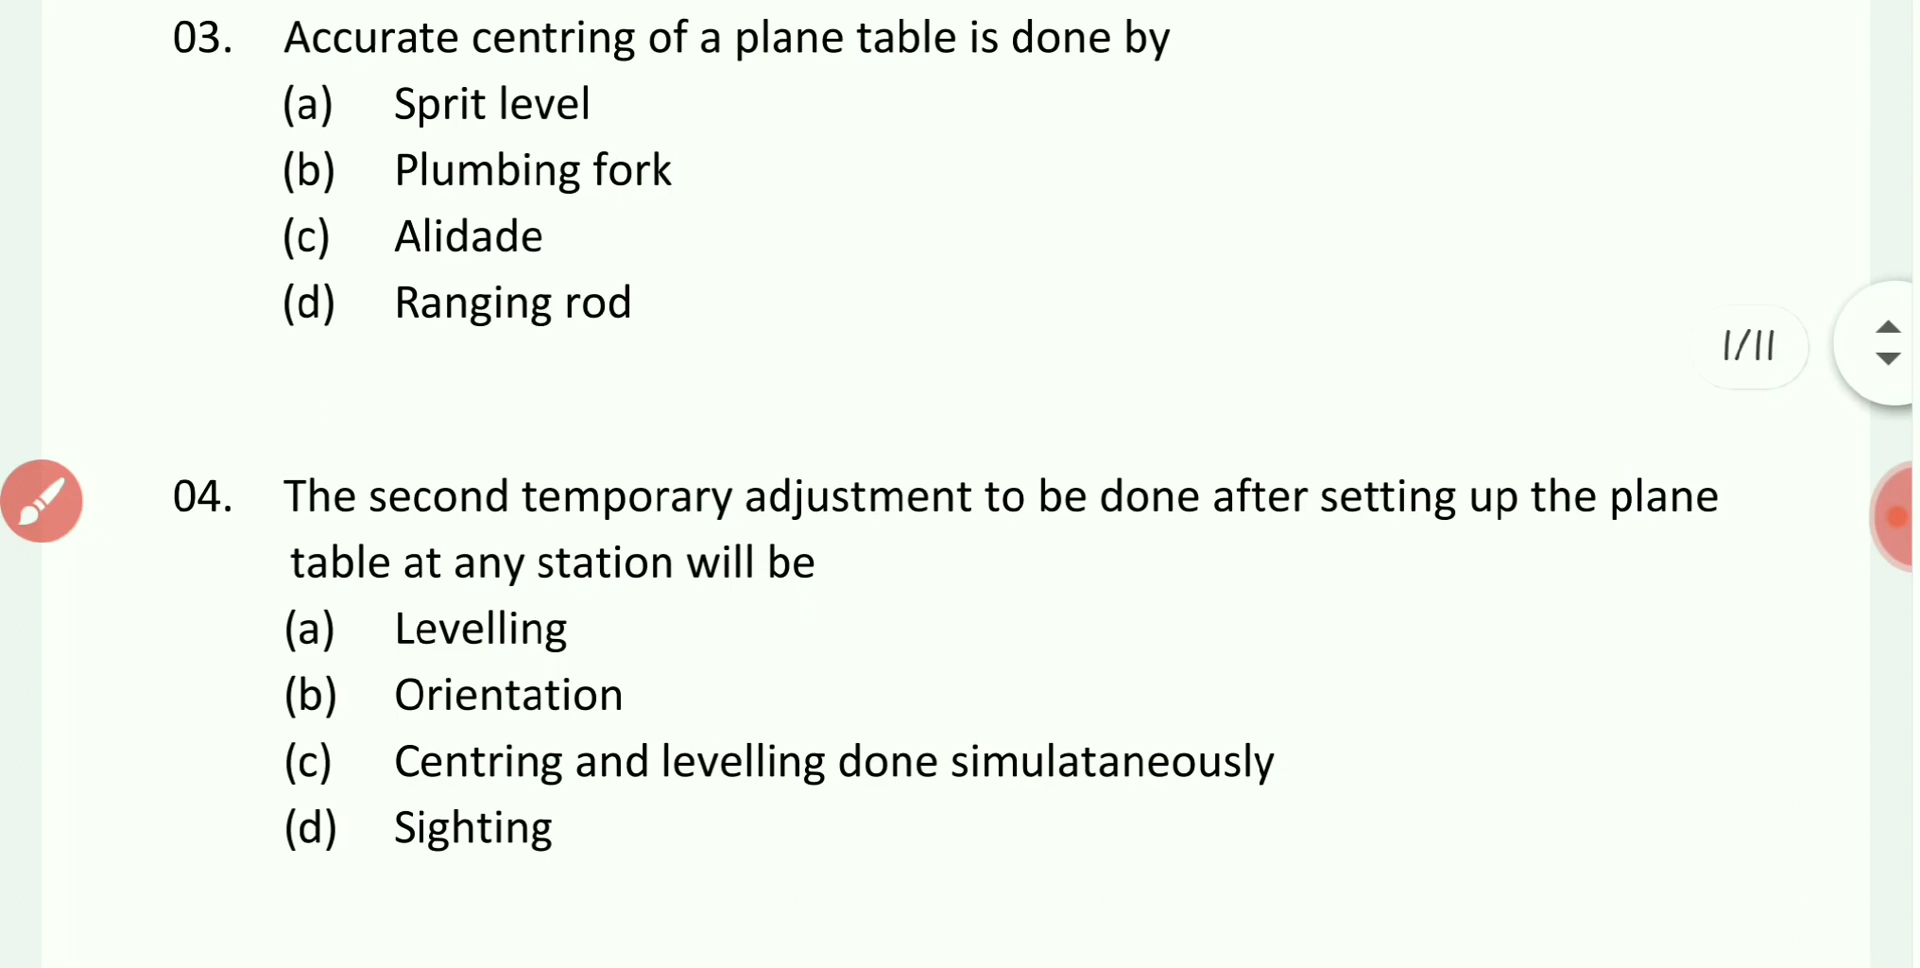 03. Accurate centring of a plane table is done by
(a) Sprit level
(b) Plumbing fork
(c) Alidade
(d) Ranging rod
1/11
04. The second temporary adjustment to be done after setting up the plane
table at any station will be
(a) Levelling
(b) Orientation
(c) Centring and levelling done simulataneously
(d) Sighting